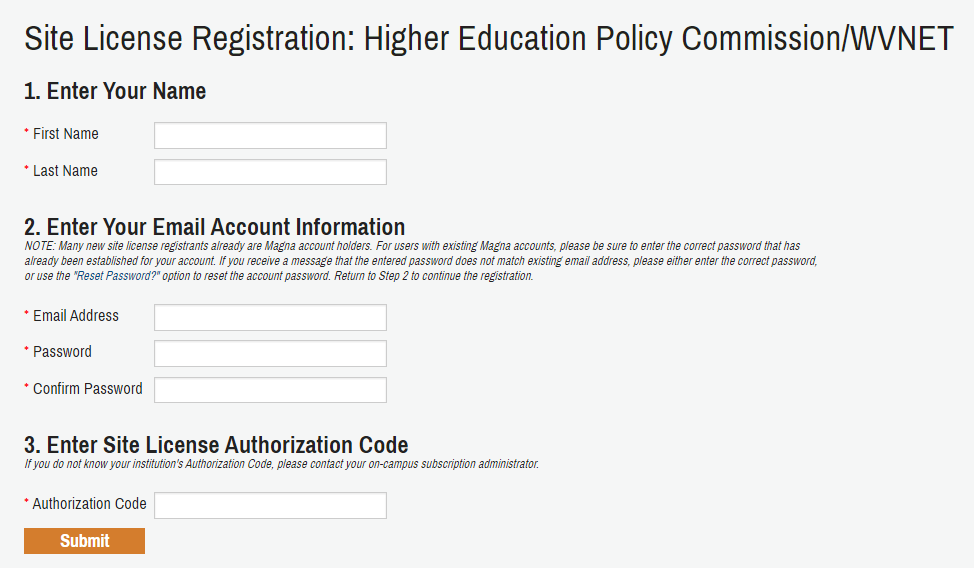 Site License Registration: Higher Education Policy Commission/WVNET
1. Enter Your Name
* First Name
* Last Name
2. Enter Your Email Account Information
NOTE: Many new site license registrants already are Magna account holders. For users with existing Magna accounts, please be sure to enter the correct password that has
already been established for your account. If you receive a message that the entered password does not match existing email address, please either enter the correct password,
or use the "Reset Password?" option to reset the account password. Return to Step 2 to continue the registration.
* Email Address
* Password
* Confirm Password
3. Enter Site License Authorization Code
If you do not know your institution's Authorization Code, please contact your on-campus subscription administrator.
* Authorization Code
Submit